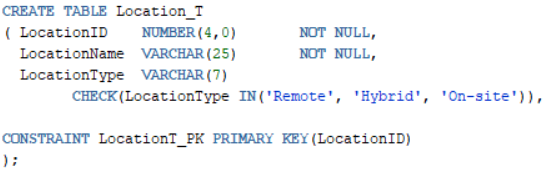 CREATE TABLE Location_T
( LocationID NUMBER(4,0) NOT NULL,
LocationName VARCHAR(25) NOT NULL,
LocationType VARCHAR(7)
CHECK(LocationType IN('Remote', 'Hybrid', 'On-site')),
CONSTRAINT LocationT_PK PRIMARY KEY(LocationID)
);